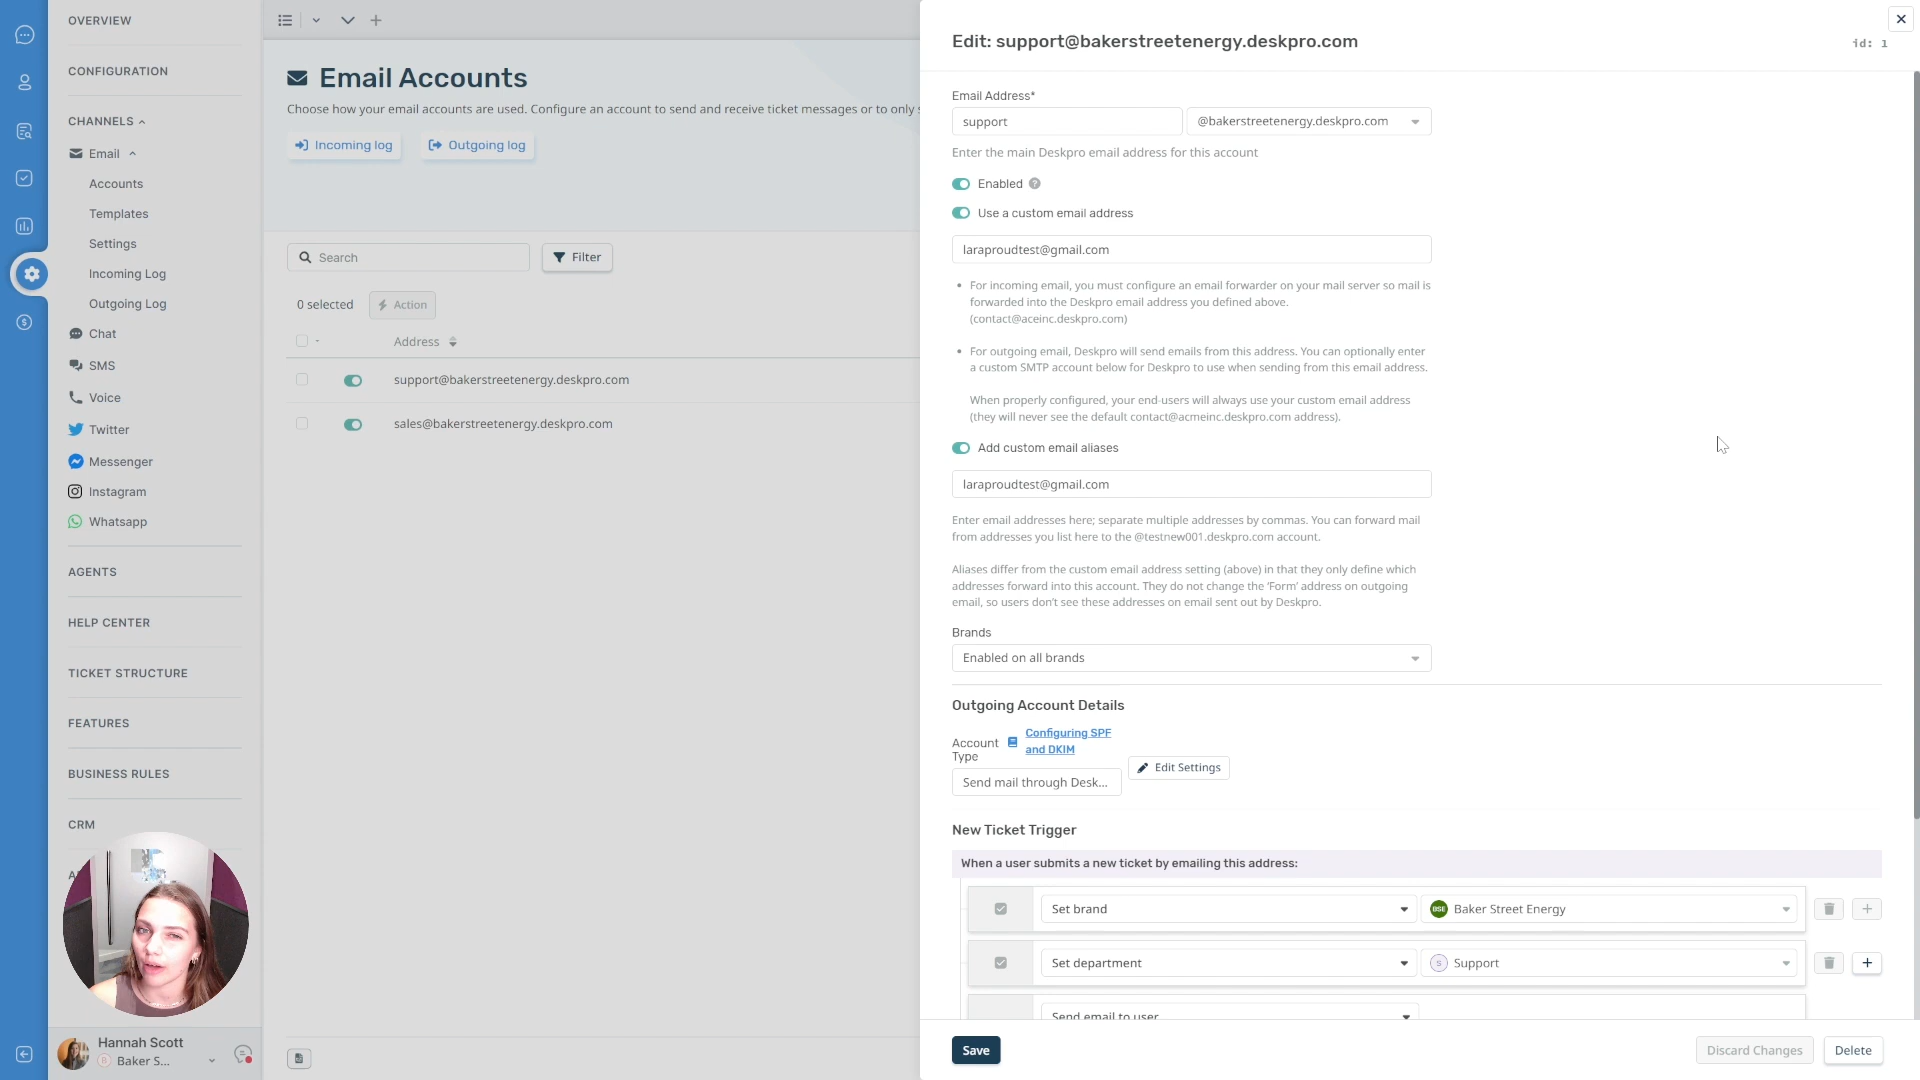 OVERVIEW
CONFIGURATION
CHANNELS
Email
Accounts
Templates
Settings
Incoming Log
Outgoing Log
Chat
SMS
Voice
Twitter
Messenger
Instagram
Whatsapp
AGENTS
HELP CENTER
TICKET STRUCTURE
FEATURES
BUSINESS RULES
CRM
Hannah Scott
Baker S...
Email Accounts
Choose how your email accounts are used. Configure an account to send and receive ticket messages or to only
Incoming log
Outgoing log
Search
Filter
0 selected
Action
Address
support@bakerstreetenergy.deskpro.com
sales@bakerstreetenergy.deskpro.com
Edit: support@bakerstreetenergy.deskpro.com
id: 1
Email Address*
support
@bakerstreetenergy.deskpro.com
Enter the main Deskpro email address for this account
Enabled
Use a custom email address
laraproudtest@gmail.com
• For incoming email, you must configure an email forwarder on your mail server so mail is
forwarded into the Deskpro email address you defined above.
(contact@aceinc.deskpro.com)
• For outgoing email, Deskpro will send emails from this address. You can optionally enter
a custom SMTP account below for Deskpro to use when sending from this email address.
When properly configured, your end-users will always use your custom email address
(they will never see the default contact@acmeinc.deskpro.com address).
Add custom email aliases
laraproudtest@gmail.com
Enter email addresses here; separate multiple addresses by commas. You can forward mail
from addresses you list here to the @testnew001.deskpro.com account.
Aliases differ from the custom email address setting (above) in that they only define which
addresses forward into this account. They do not change the 'Form' address on outgoing
email, so users don't see these addresses on email sent out by Deskpro.
Brands
Enabled on all brands
Outgoing Account Details
Account
Type
Configuring SPF
and DKIM
Send mail through Desk...
Edit Settings
New Ticket Trigger
When a user submits a new ticket by emailing this address:
Set brand
BSE
Baker Street Energy
Set department
S
Support
Send email to user
Save
Discard Changes
Delete